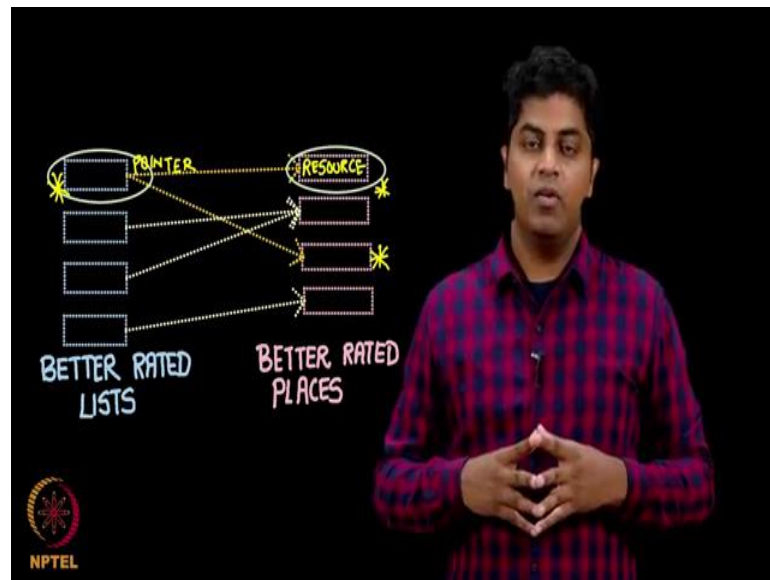 POINTER
RESOURCE
BETTER RATED
LISTS
BETTER RATED
PLACES
NPTEL